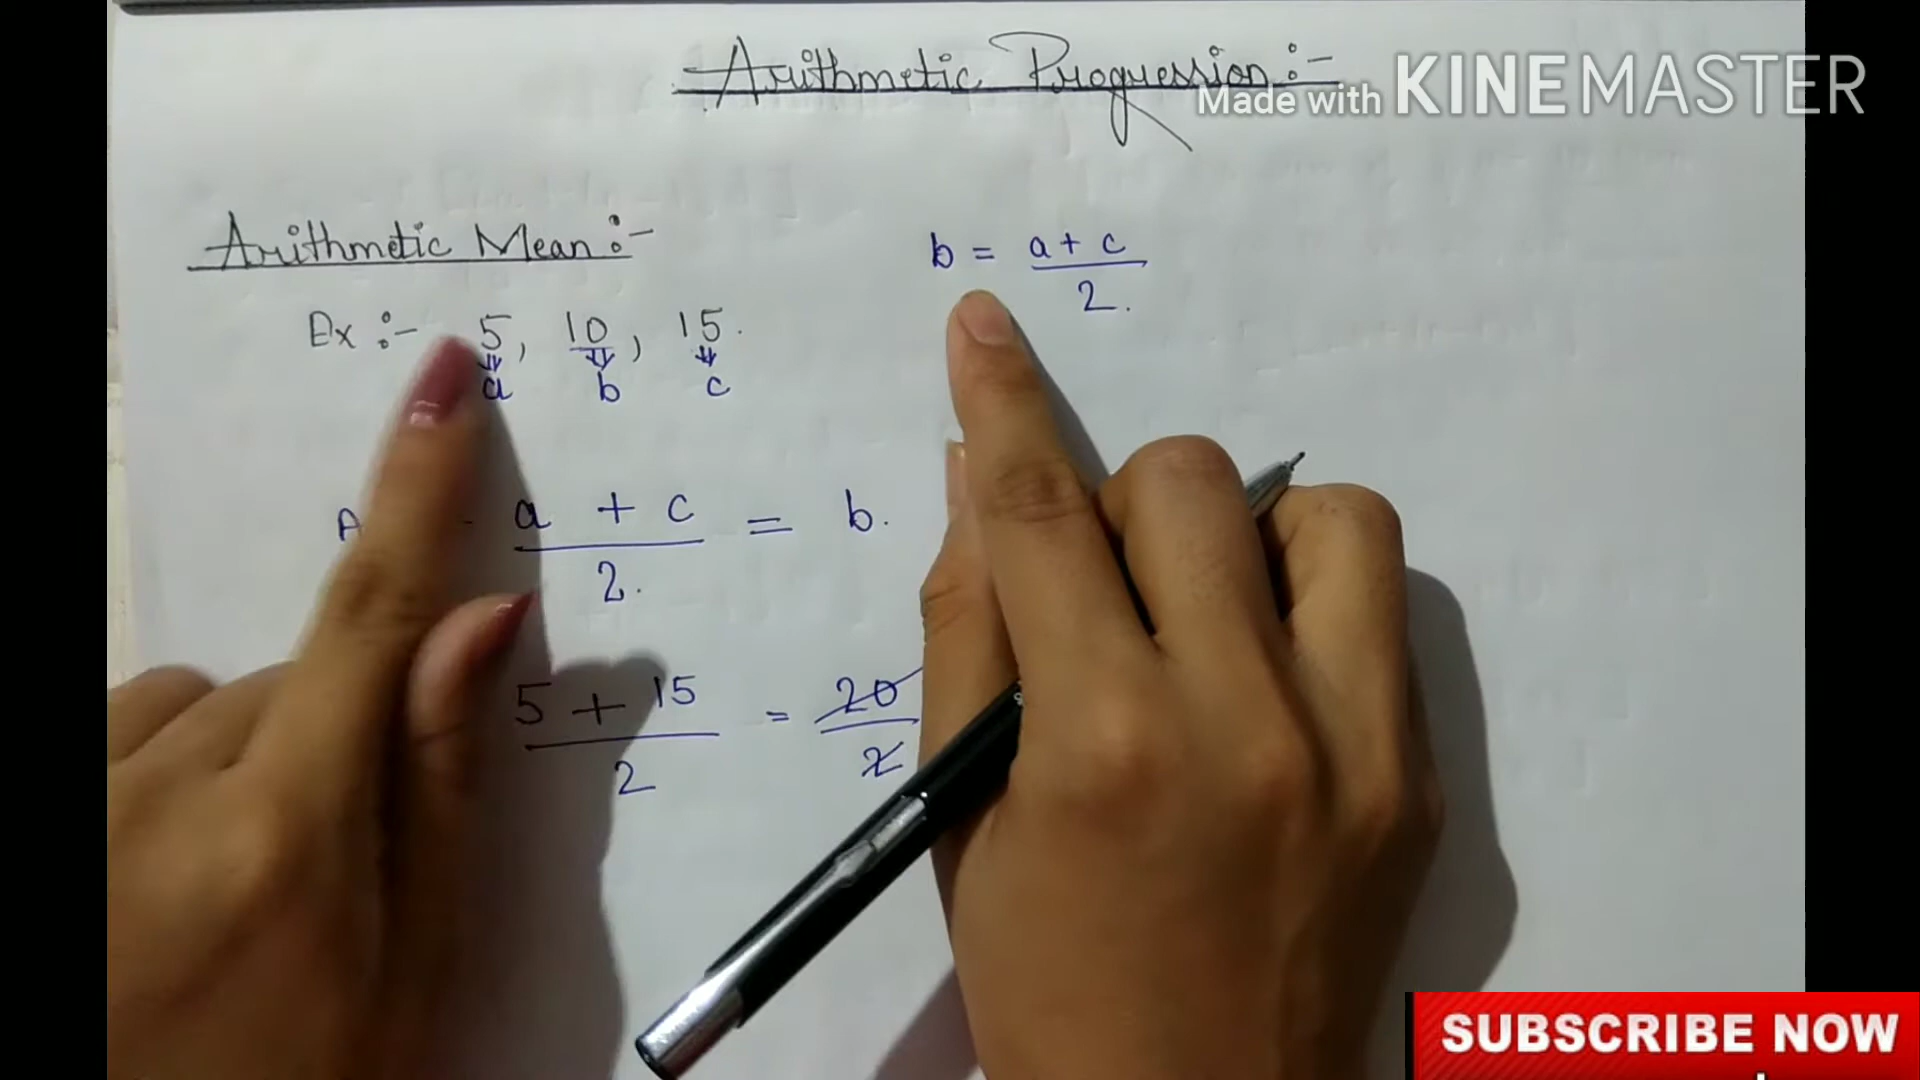 Arithmetic Progression :-
Made with KINEMASTER
Arithmetic Mean :-
b = a + c / 2.
Ex :- 5, 10, 15.
a b c
A a + c / 2. = b.
5 + 15 / 2 = 20 / 2
SUBSCRIBE NOW